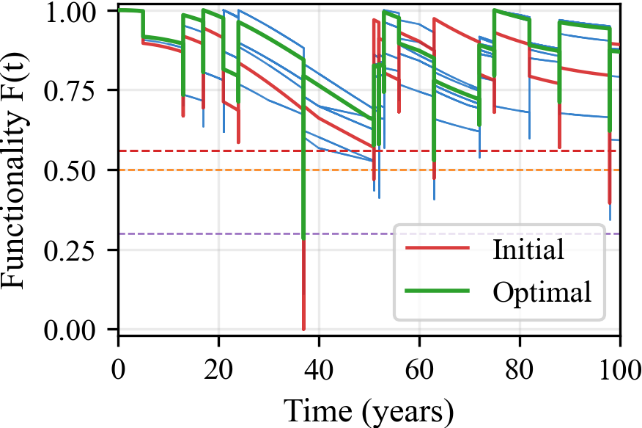 Functionality F(t)
1.00
0.75
0.50
0.25
0.00
Initial
Optimal
0 20 40 60 80 100
Time (years)